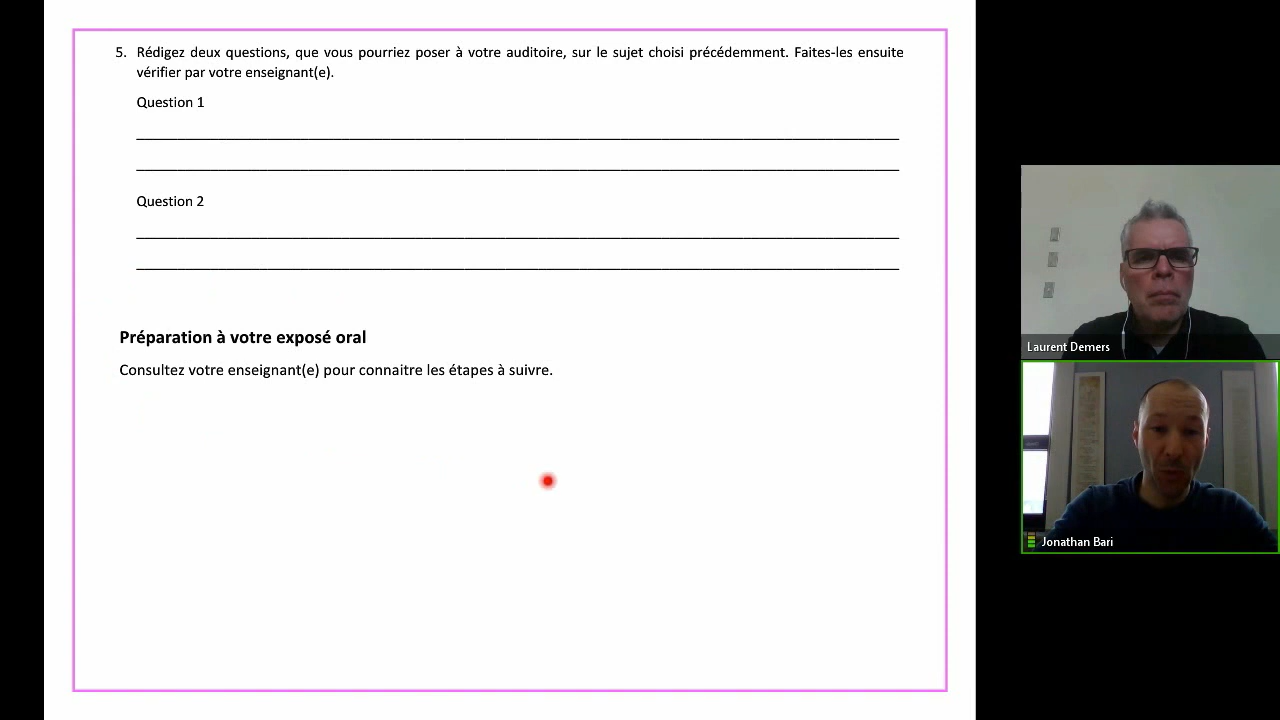 5. Rédigez deux questions, que vous pourriez poser à votre auditoire, sur le sujet choisi précédemment. Faites-les ensuite
vérifier par votre enseignant(e).
Question 1
Question 2
Préparation à votre exposé oral
Consultez votre enseignant(e) pour connaitre les étapes à suivre.
Laurent Demers
Jonathan Bari